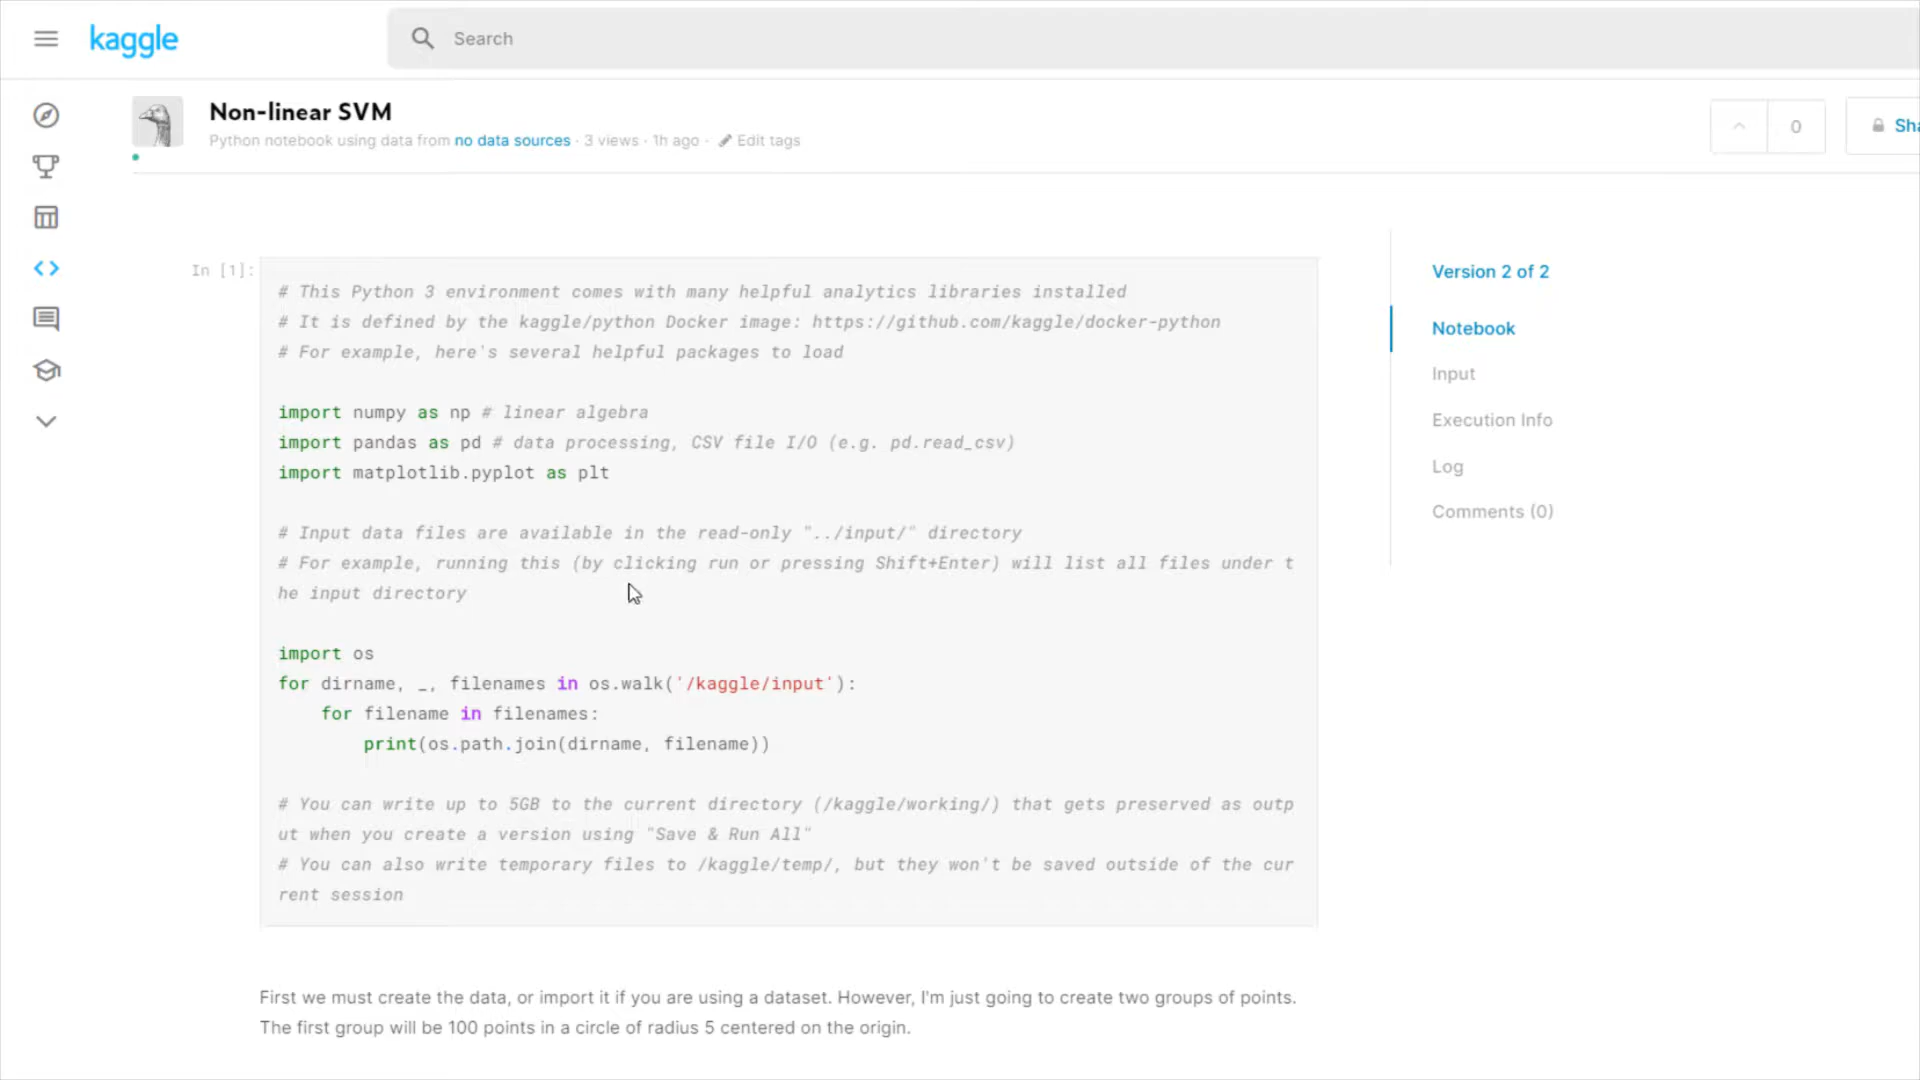 kaggle
Search
Non-linear SVM
Python notebook using data from no data sources · 3 views · 1h ago · Edit tags
0
Sha
In [1]:
# This Python 3 environment comes with many helpful analytics libraries installed
# It is defined by the kaggle/python Docker image: https://github.com/kaggle/docker-python
# For example, here's several helpful packages to load
import numpy as np # linear algebra
import pandas as pd # data processing, CSV file I/O (e.g. pd.read_csv)
import matplotlib.pyplot as plt
# Input data files are available in the read-only "../input/" directory
# For example, running this (by clicking run or pressing Shift+Enter) will list all files under t
he input directory
import os
for dirname, _, filenames in os.walk('/kaggle/input'):
    for filename in filenames:
        print(os.path.join(dirname, filename))
# You can write up to 5GB to the current directory (/kaggle/working/) that gets preserved as outp
ut when you create a version using "Save & Run All"
# You can also write temporary files to /kaggle/temp/, but they won't be saved outside of the cur
rent session
First we must create the data, or import it if you are using a dataset. However, I'm just going to create two groups of points.
The first group will be 100 points in a circle of radius 5 centered on the origin.
Version 2 of 2
Notebook
Input
Execution Info
Log
Comments (0)